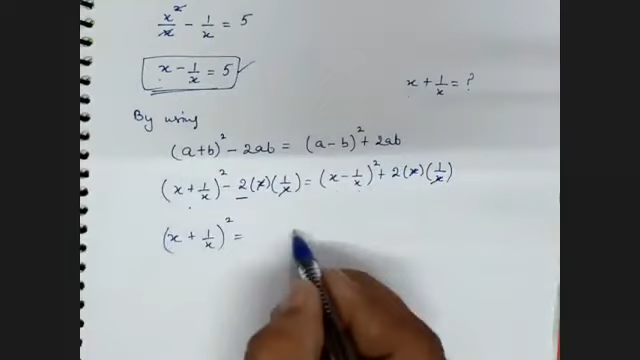 x²/x - 1/x = 5
x - 1/x = 5
x + 1/x = ?
By using
(a+b)² - 2ab = (a-b)² + 2ab
(x + 1/x)² - 2(x)(1/x) = (x - 1/x)² + 2(x)(1/x)
(x + 1/x)² =